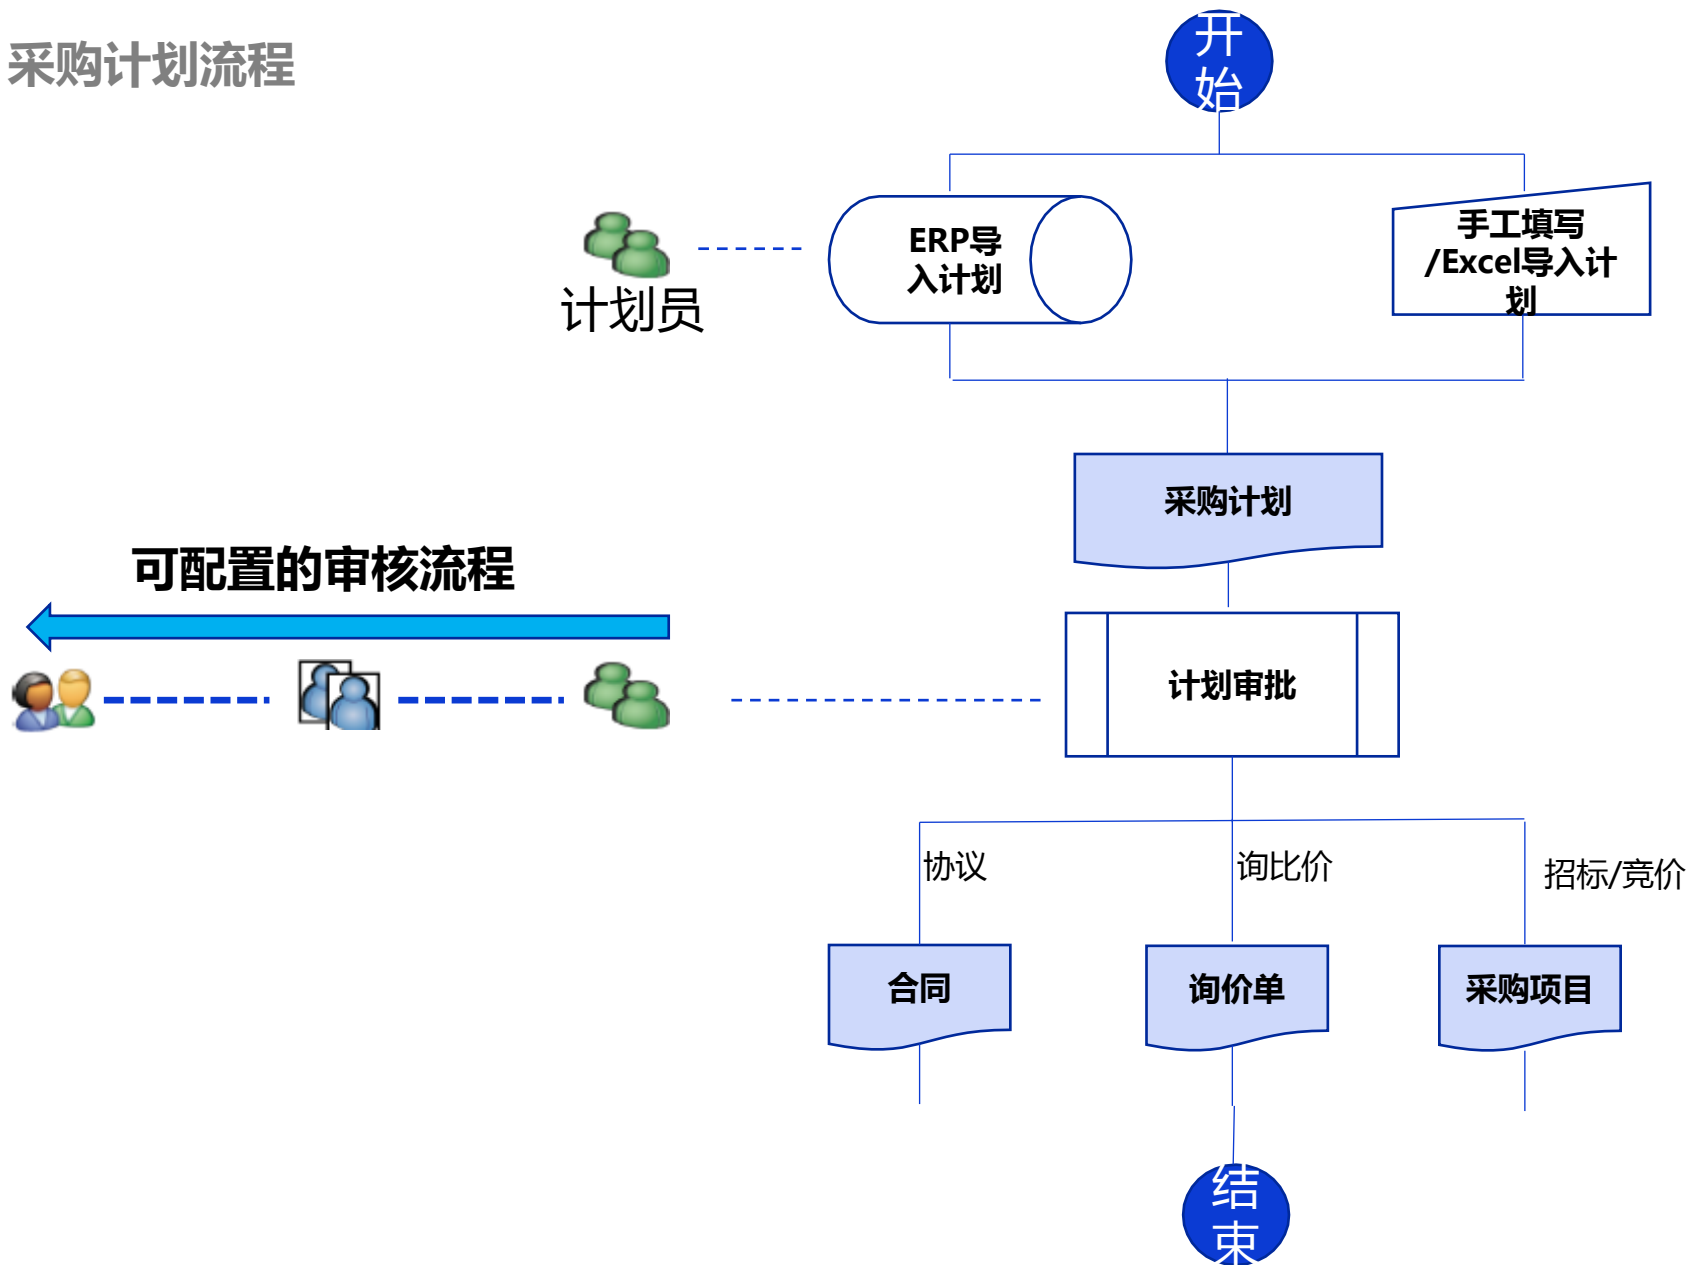 采购计划流程
开
始
ERP导
入计划
手工填写
/Excel导入计
划
计划员
采购计划
可配置的审核流程
计划审批
协议
询比价
招标/竞价
合同
询价单
采购项目
结
束